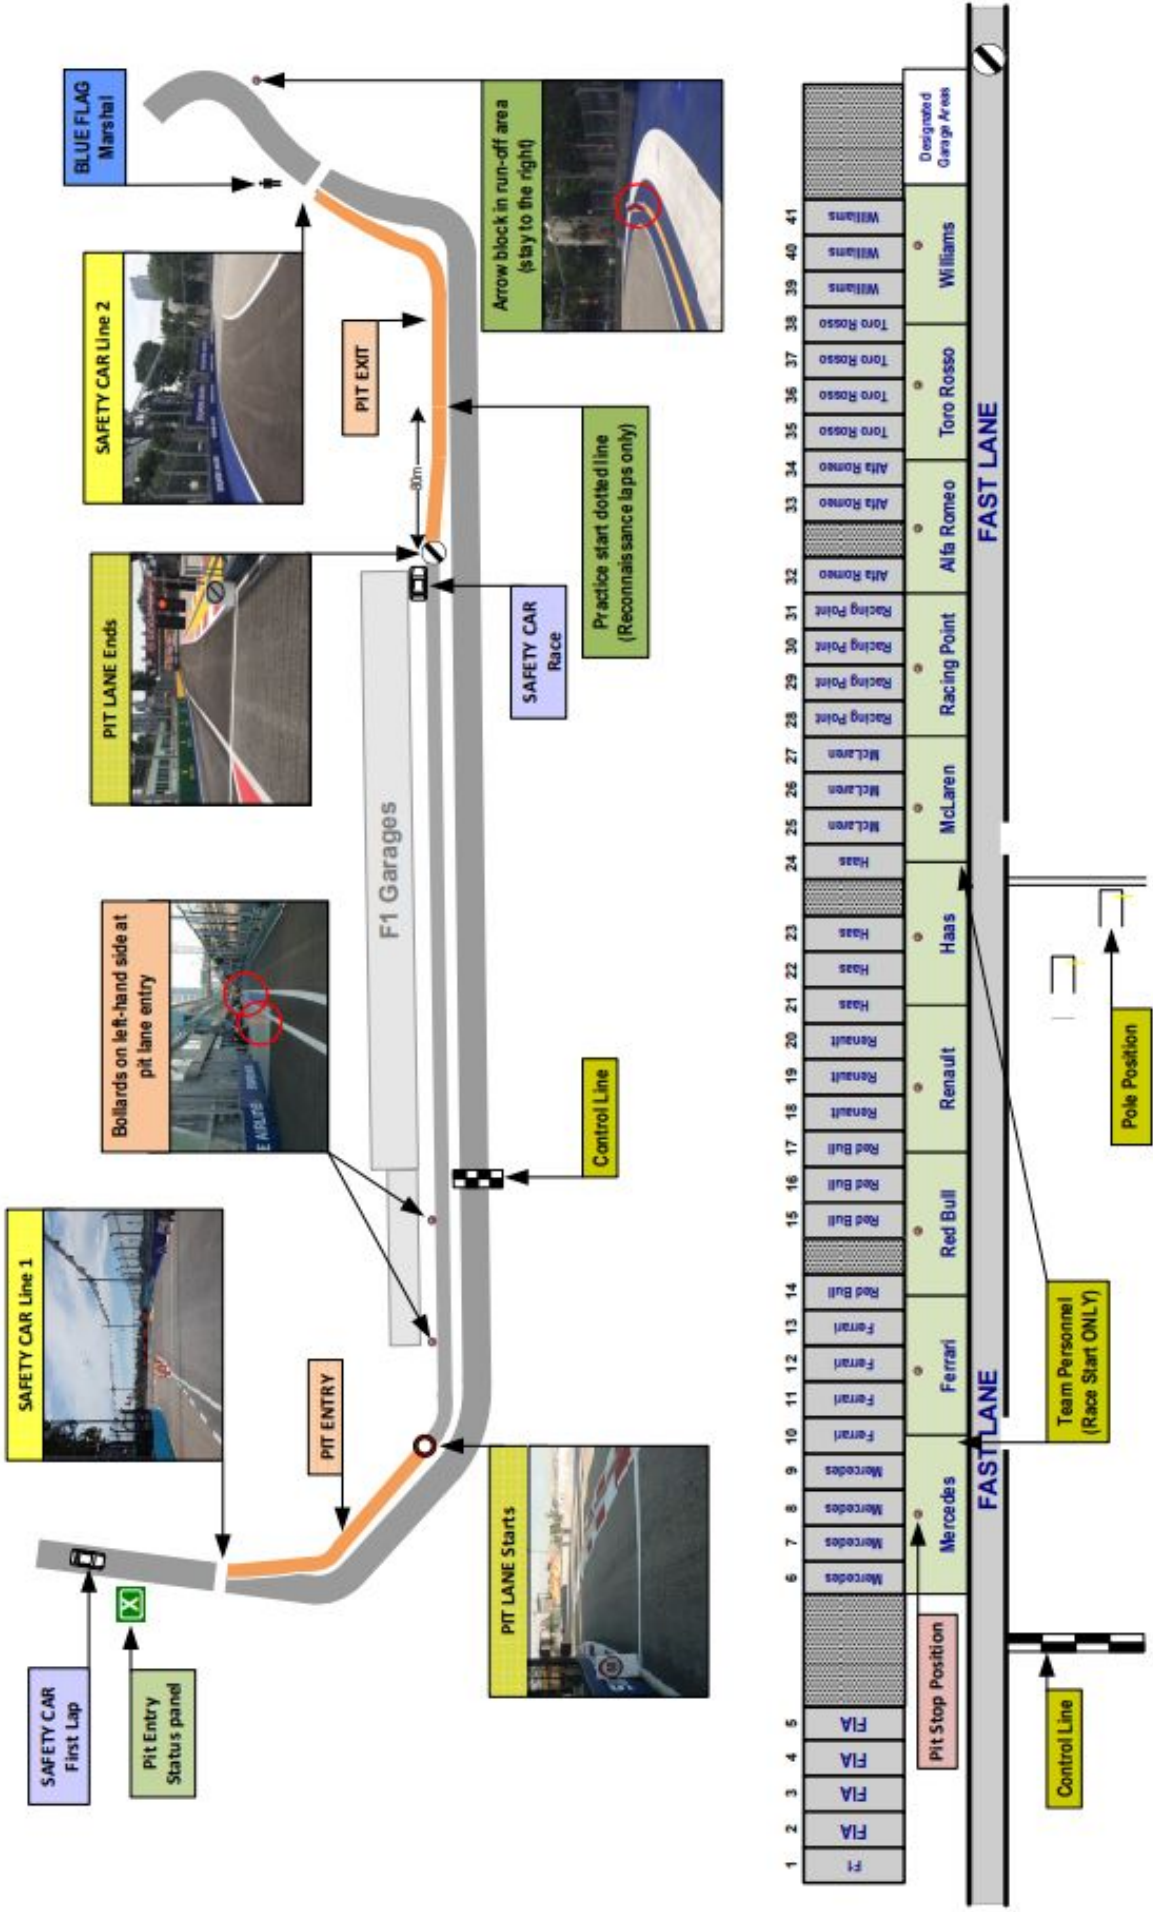 SAFETY CAR
First Lap
Pit Entry
Status panel
X
SAFETY CAR Line 1
PIT ENTRY
PIT LANE Starts
Bollards on left-hand side at
pit lane entry
E AIRLINE
F1 Garages
Control Line
PIT LANE Ends
SAFETY CAR
Race
80m
Practice start dotted line
(Reconnaissance laps only)
SAFETY CAR Line 2
PIT EXIT
BLUE FLAG
Marshal
Arrow block in run-off area
(stay to the right)
1 2 3 4 5 6 7 8 9 10 11 12 13 14 15 16 17 18 19 20 21 22 23 24 25 26 27 28 29 30 31 32 33 34 35 36 37 38 39 40 41
F1 FIA FIA FIA FIA Mercedes Mercedes Mercedes Mercedes Ferrari Ferrari Ferrari Ferrari Red Bull Red Bull Red Bull Red Bull Renault Renault Renault Haas Haas Haas Haas McLaren McLaren McLaren Racing Point Racing Point Racing Point Racing Point Alfa Romeo Alfa Romeo Alfa Romeo Toro Rosso Toro Rosso Toro Rosso Toro Rosso Williams Williams Williams
Pit Stop Position
Mercedes Ferrari Red Bull Renault Haas McLaren Racing Point Alfa Romeo Toro Rosso Williams
Designated
Garage Areas
FAST LANE FAST LANE
Control Line
Team Personnel
(Race Start ONLY)
Pole Position